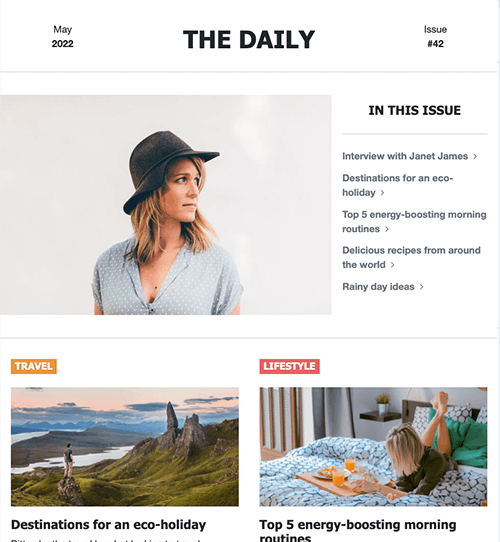 May
2022
THE DAILY
Issue
#42
IN THIS ISSUE
Interview with Janet James >
Destinations for an eco-
holiday >
Top 5 energy-boosting morning
routines >
Delicious recipes from around
the world >
Rainy day ideas >
TRAVEL
Destinations for an eco-holiday
LIFESTYLE
Top 5 energy-boosting morning
routines